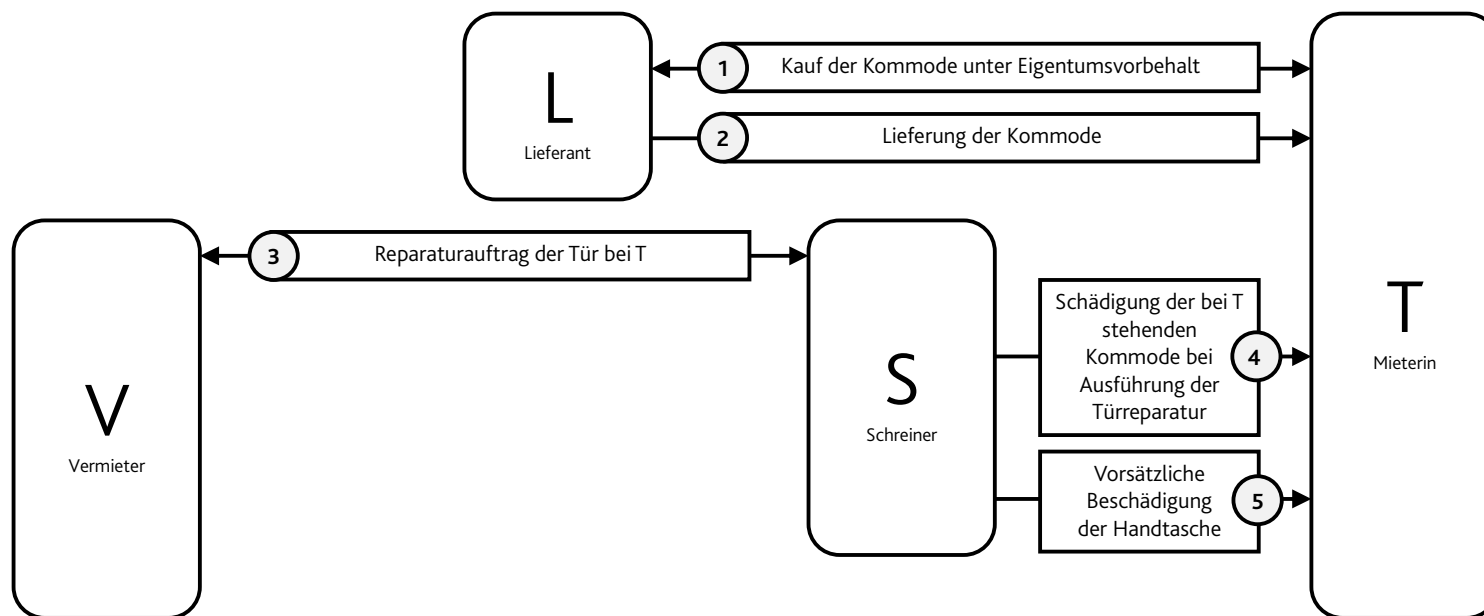 L
Lieferant
1
Kauf der Kommode unter Eigentumsvorbehalt
2
Lieferung der Kommode
V
Vermieter
3
Reparaturauftrag der Tür bei T
S
Schreiner
Schädigung der bei T
stehenden
Kommode bei
Ausführung der
Türreparatur
4
Vorsätzliche
Beschädigung
der Handtasche
5
T
Mieterin